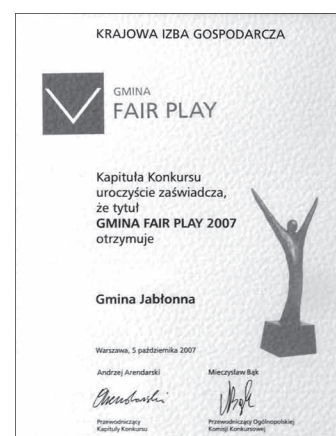 KRAJOWA IZBA GOSPODARCZA
GMINA
FAIR PLAY
Kapituła Konkursu
uroczyście zaświadcza,
że tytuł
GMINA FAIR PLAY 2007
otrzymuje
Gmina Jabłonna
Warszawa, 5 października 2007
Andrzej Arendarski Mieczysław Bąk
Przewodniczący Przewodniczący Ogólnopolskiej
Kapituły Konkursu Komisji Konkursowej